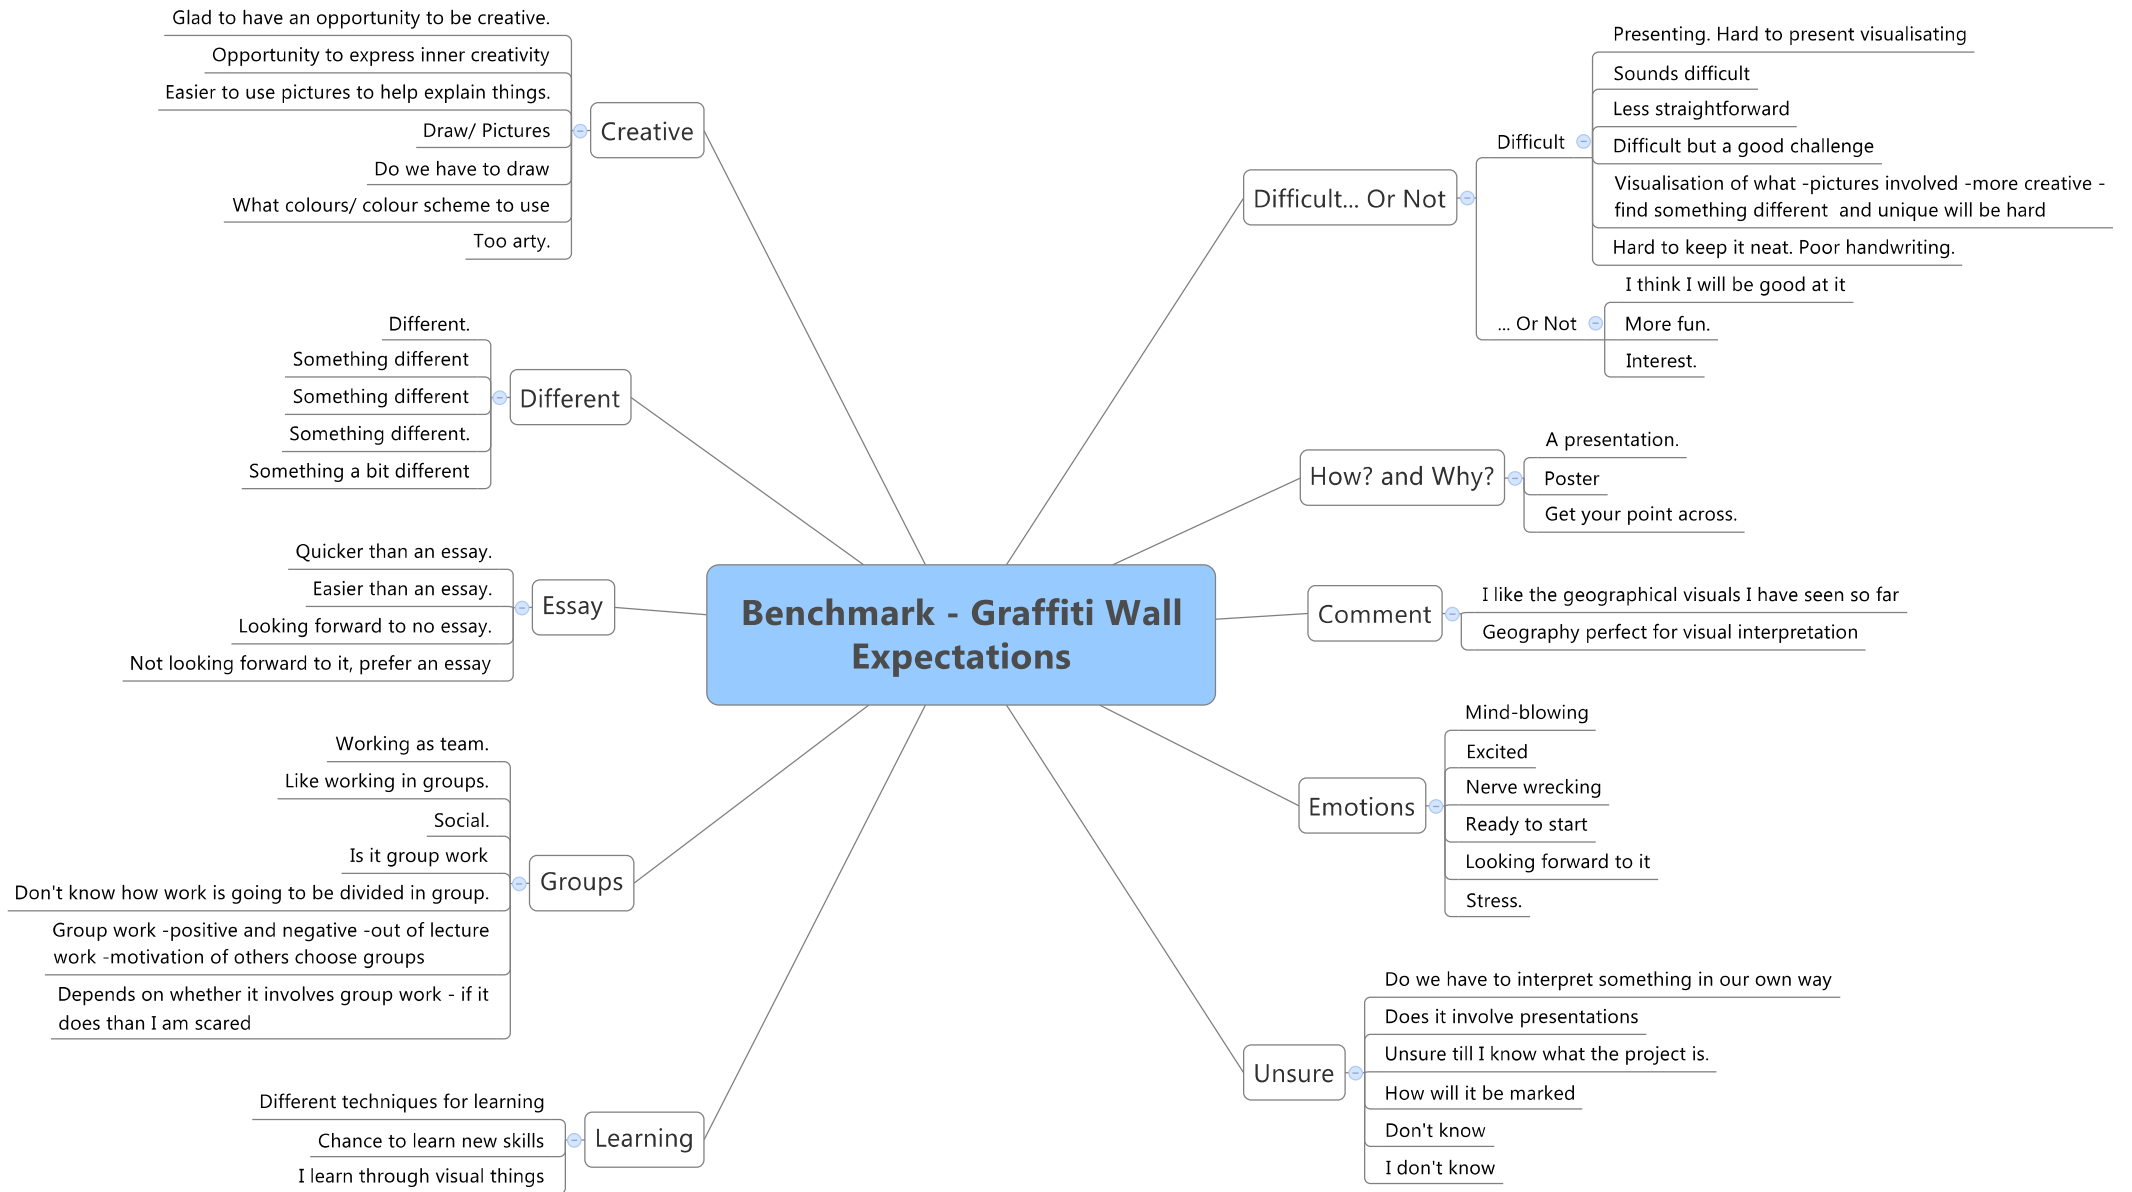 Benchmark - Graffiti Wall
Expectations
Creative
Glad to have an opportunity to be creative.
Opportunity to express inner creativity
Easier to use pictures to help explain things.
Draw/ Pictures
Do we have to draw
What colours/ colour scheme to use
Too arty.
Different
Different.
Something different
Something different
Something different.
Something a bit different
Essay
Quicker than an essay.
Easier than an essay.
Looking forward to no essay.
Not looking forward to it, prefer an essay
Groups
Working as team.
Like working in groups.
Social.
Is it group work
Don't know how work is going to be divided in group.
Group work -positive and negative -out of lecture
work -motivation of others choose groups
Depends on whether it involves group work - if it
does than I am scared
Learning
Different techniques for learning
Chance to learn new skills
I learn through visual things
Difficult... Or Not
Difficult
Presenting. Hard to present visualisating
Sounds difficult
Less straightforward
Difficult but a good challenge
Visualisation of what -pictures involved -more creative -
find something different  and unique will be hard
Hard to keep it neat. Poor handwriting.
... Or Not
I think I will be good at it
More fun.
Interest.
How? and Why?
A presentation.
Poster
Get your point across.
Comment
I like the geographical visuals I have seen so far
Geography perfect for visual interpretation
Emotions
Mind-blowing
Excited
Nerve wrecking
Ready to start
Looking forward to it
Stress.
Unsure
Do we have to interpret something in our own way
Does it involve presentations
Unsure till I know what the project is.
How will it be marked
Don't know
I don't know